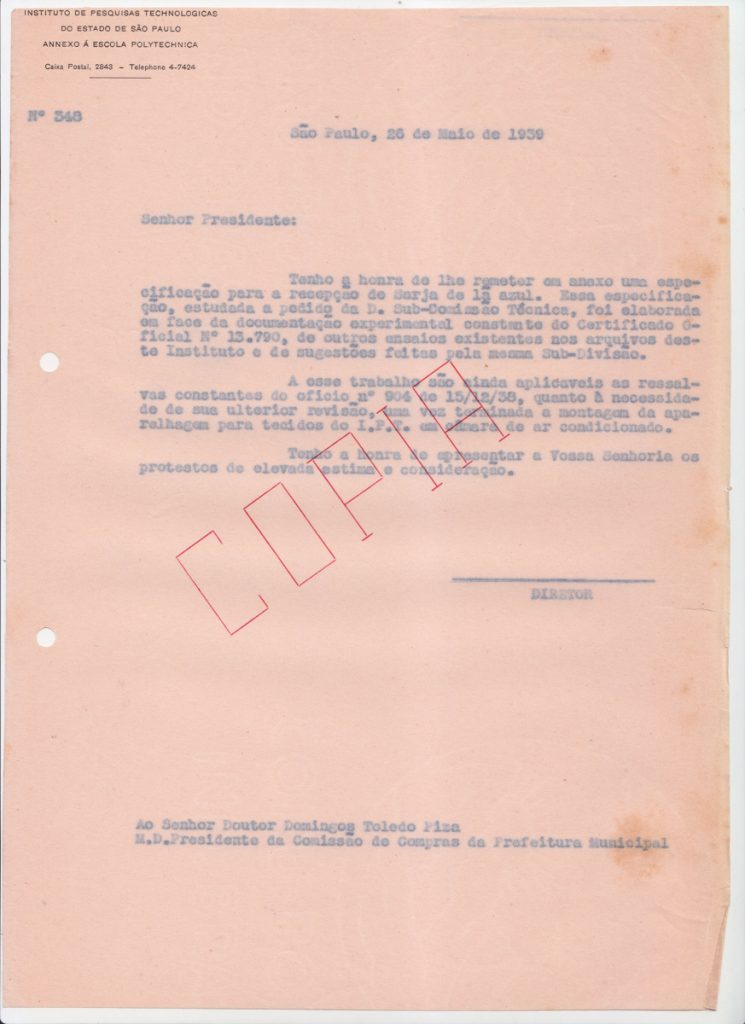 INSTITUTO DE PESQUISAS TECHNOLOGICAS
DO ESTADO DE SÃO PAULO
ANNEXO Á ESCOLA POLYTECHNICA
Caixa Postal, 2843 - Telephone 4-7424
Nº 348
São Paulo, 26 de Maio de 1939
Senhor Presidente:
Tenho a honra de lhe remeter em anexo uma espe-
cificação para a recepção de Sarja de lã azul. Essa especifica-
ção, estudada a pedido da D. Sub-Comissão Técnica, foi elaborada
em face da documentação experimental constante do Certificado O-
ficial Nº 13.790, de outros ensaios existentes nos arquivos des-
te Instituto e de sugestões feitas pela mesma Sub-Divisão.
A esse trabalho são ainda aplicaveis as ressal-
vas constantes do oficio nº 904 de 15/12/38, quanto à necessida-
de de sua ulterior revisão, uma vez terminada a montagem da apa-
relhagem para tecidos do I.P.T. em câmara de ar condicionado.
Tenho a honra de apresentar a Vossa Senhoria os
protestos de elevada estima e consideração.
COPIA
DIRETOR
Ao Senhor Doutor Domingos Toledo Piza
M.D.Presidente da Comissão de Compras da Prefeitura Municipal